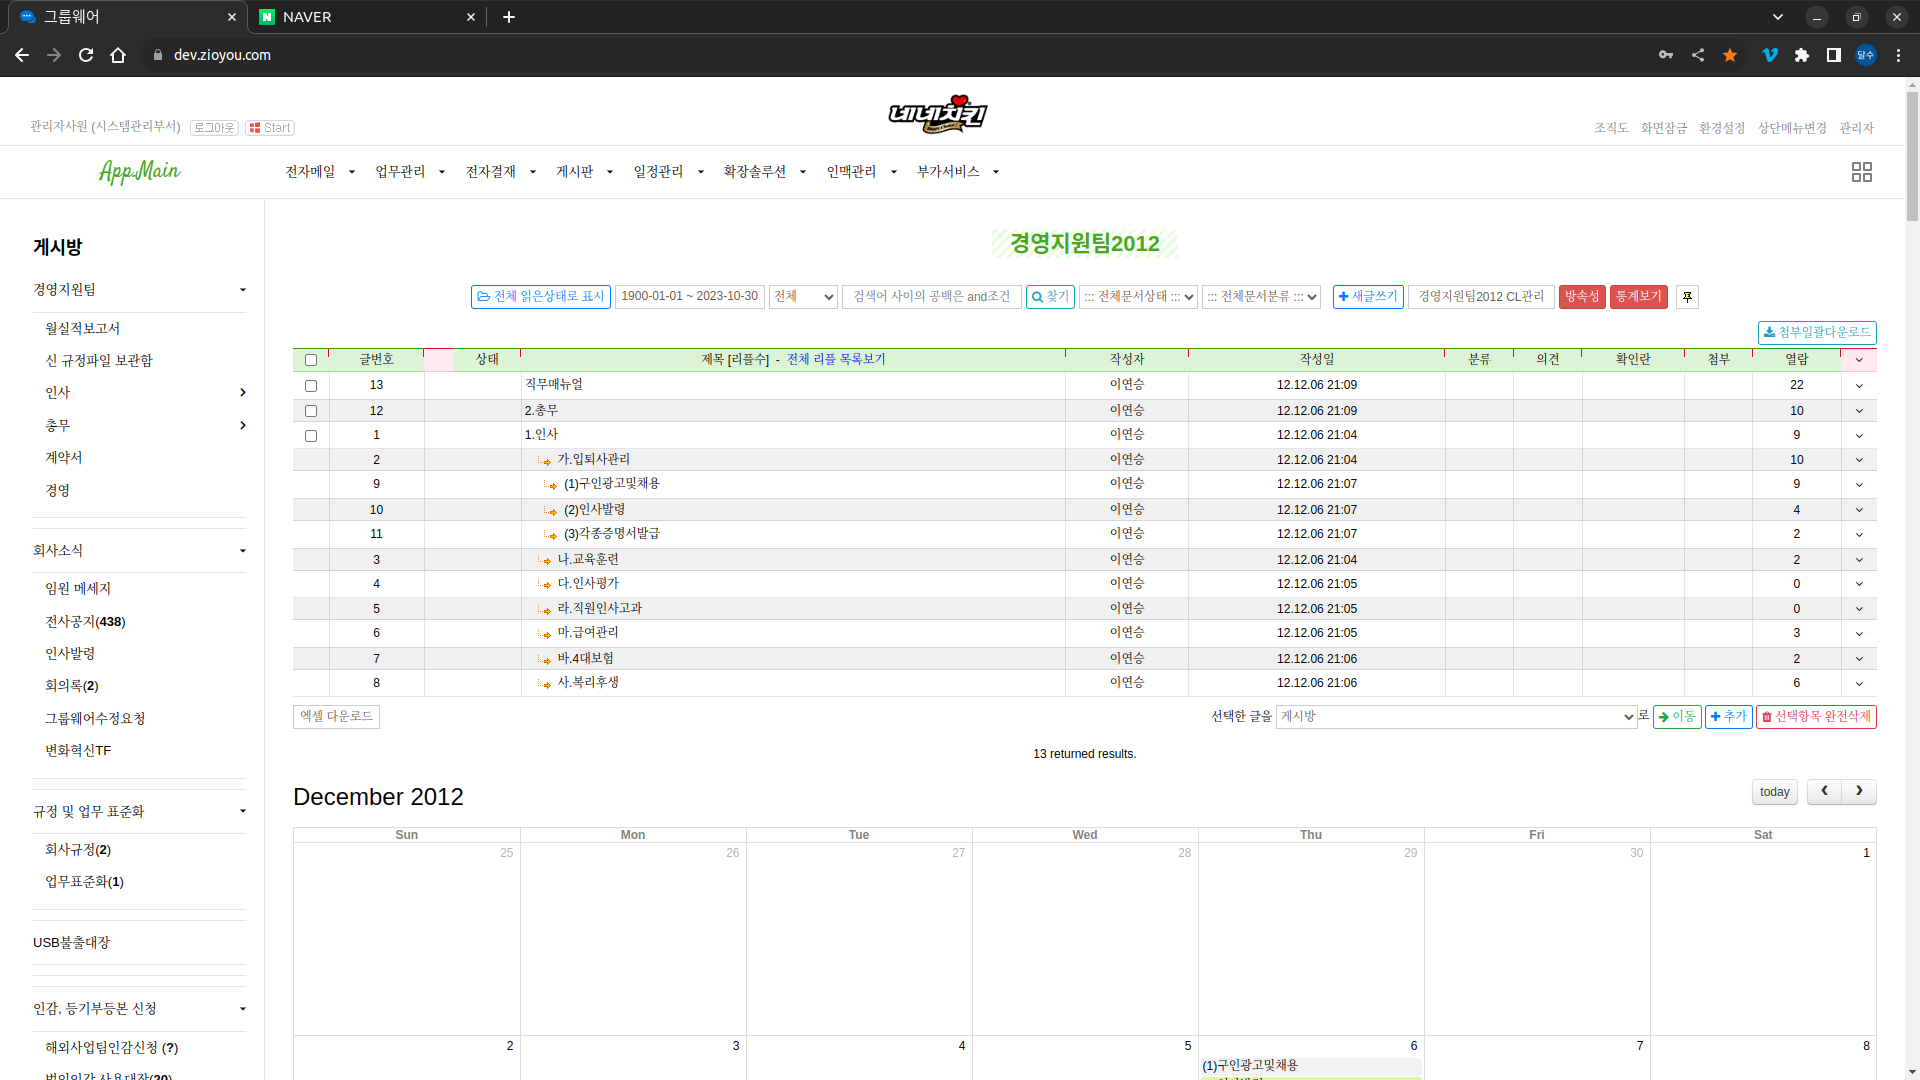 그룹웨어
NAVER
dev.zioyou.com
달수
네네치킨
Happy Choice!
관리자사원 (시스템관리부서) 로그아웃 Start
조직도 화면잠금 환경설정 상단메뉴변경 관리자
App.Main
전자메일 업무관리 전자결재 게시판 일정관리 확장솔루션 인맥관리 부가서비스
게시방
경영지원팀
월실적보고서
신 규정파일 보관함
인사
총무
계약서
경영
회사소식
임원 메세지
전사공지(438)
인사발령
회의록(2)
그룹웨어수정요청
변화혁신TF
규정 및 업무 표준화
회사규정(2)
업무표준화(1)
USB불출대장
인감, 등기부등본 신청
해외사업팀인감신청 (?)
경영지원팀2012
전체 읽은상태로 표시 1900-01-01 ~ 2023-10-30 전체 검색어 사이의 공백은 and조건 찾기 ::: 전체문서상태 ::: ::: 전체문서분류 ::: 새글쓰기 경영지원팀2012 CL관리 방속성 통계보기
첨부일괄다운로드
글번호 상태 제목 [리플수] - 전체 리플 목록보기 작성자 작성일 분류 의견 확인란 첨부 열람
13 직무매뉴얼 이연승 12.12.06 21:09 22
12 2.총무 이연승 12.12.06 21:09 10
1 1.인사 이연승 12.12.06 21:04 9
2 가.입퇴사관리 이연승 12.12.06 21:04 10
9 (1)구인광고및채용 이연승 12.12.06 21:07 9
10 (2)인사발령 이연승 12.12.06 21:07 4
11 (3)각종증명서발급 이연승 12.12.06 21:07 2
3 나.교육훈련 이연승 12.12.06 21:04 2
4 다.인사평가 이연승 12.12.06 21:05 0
5 라.직원인사고과 이연승 12.12.06 21:05 0
6 마.급여관리 이연승 12.12.06 21:05 3
7 바.4대보험 이연승 12.12.06 21:06 2
8 사.복리후생 이연승 12.12.06 21:06 6
엑셀 다운로드 선택한 글을 게시방 로 이동 추가 선택항목 완전삭제
13 returned results.
December 2012
today
Sun Mon Tue Wed Thu Fri Sat
25 26 27 28 29 30 1
2 3 4 5 6 7 8
(1)구인광고및채용